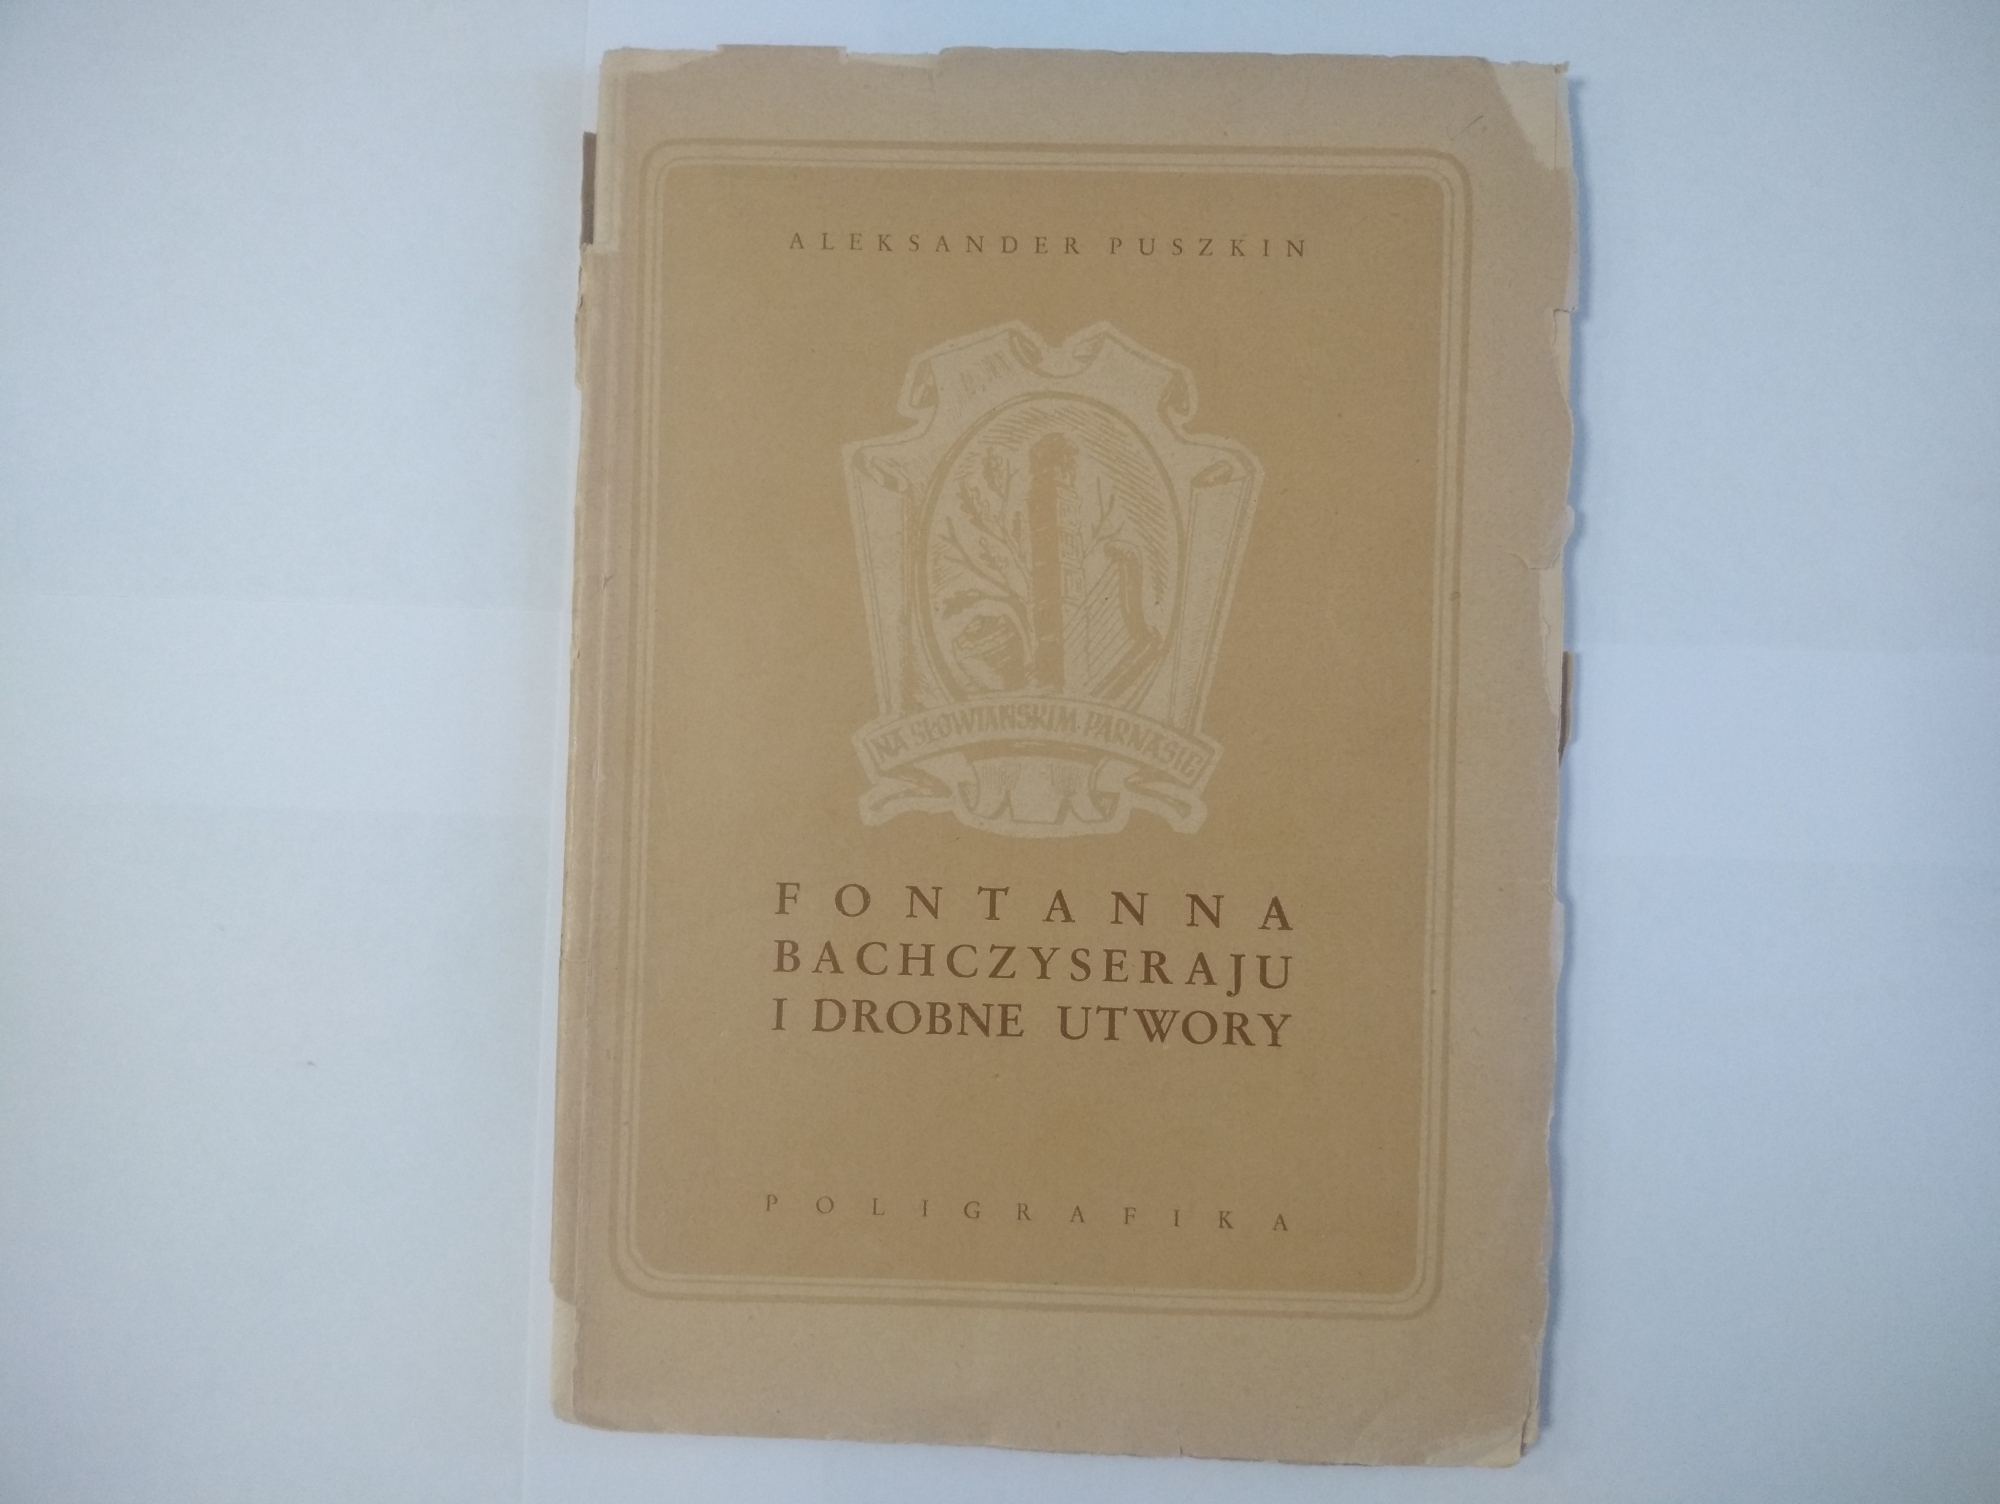 ALEKSANDER PUSZKIN
NA SŁOWIAŃSKIM PARNASIE
FONTANNA
BACHCZYSERAJU
I DROBNE UTWORY
POLIGRAFIKA